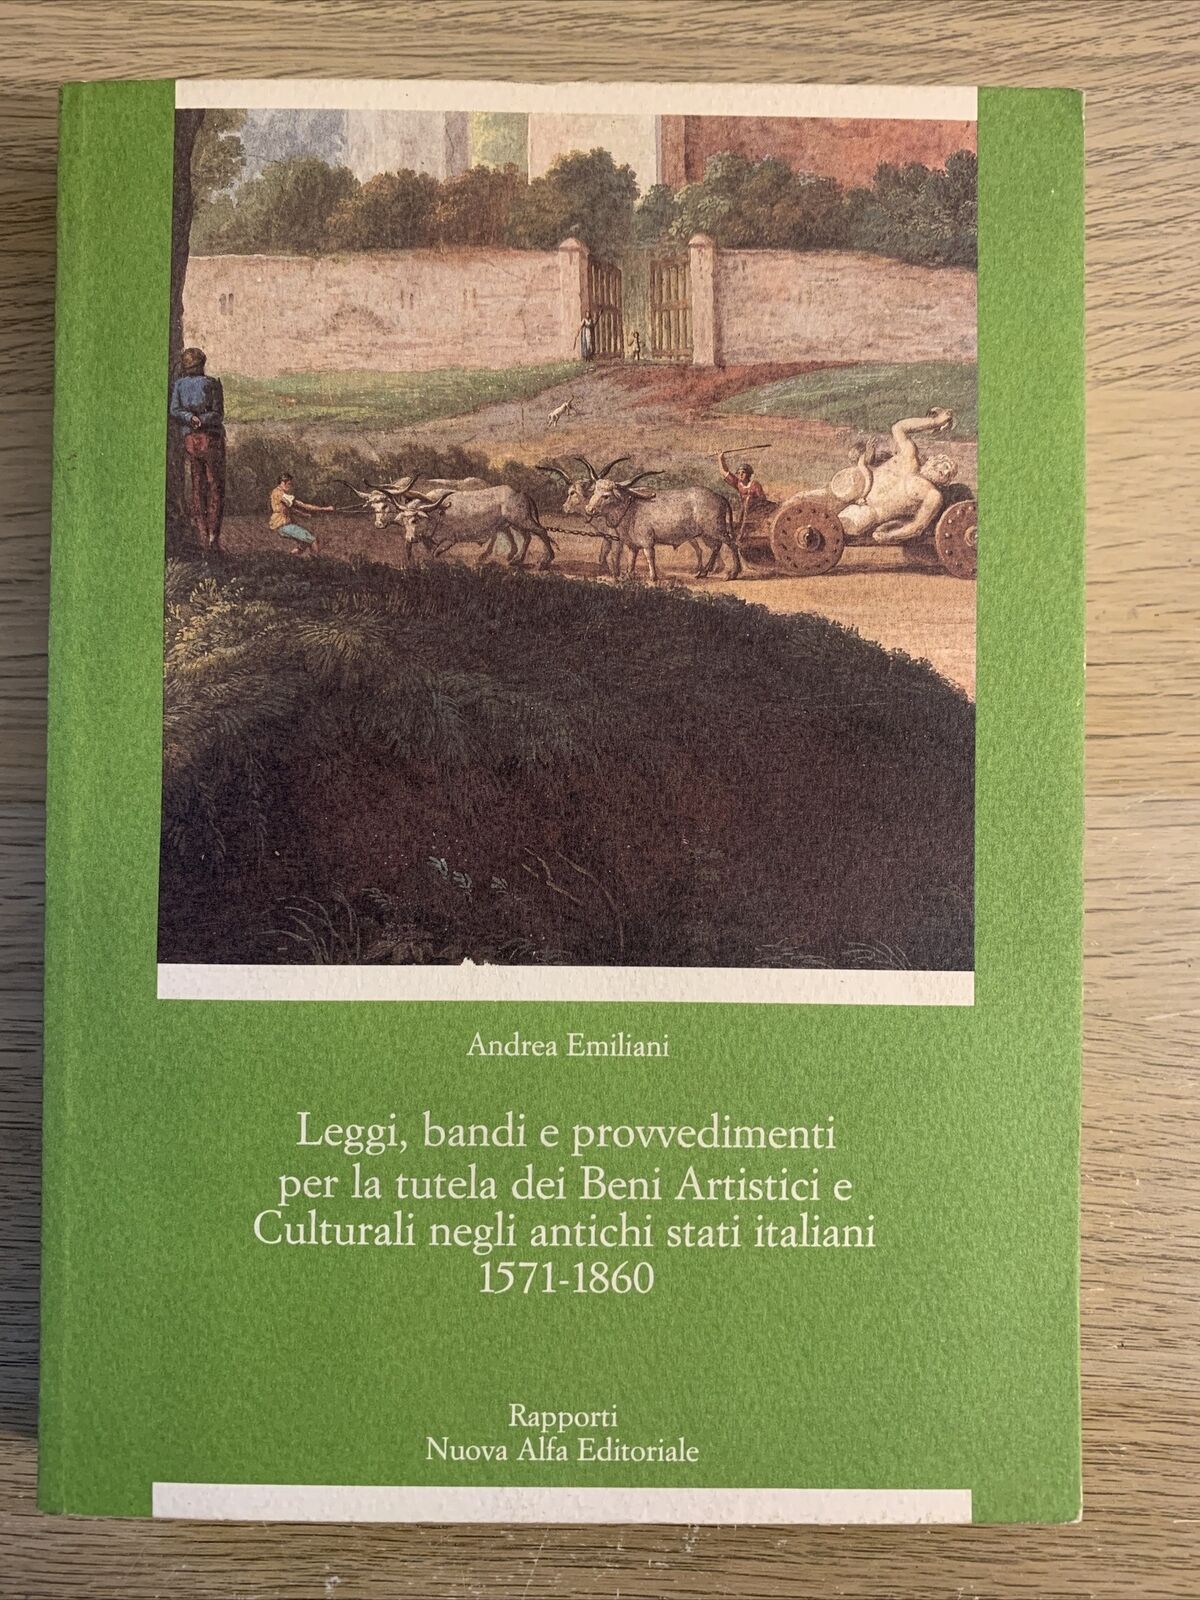 Andrea Emiliani
Leggi, bandi e provvedimenti
per la tutela dei Beni Artistici e
Culturali negli antichi stati italiani
1571-1860
Rapporti
Nuova Alfa Editoriale